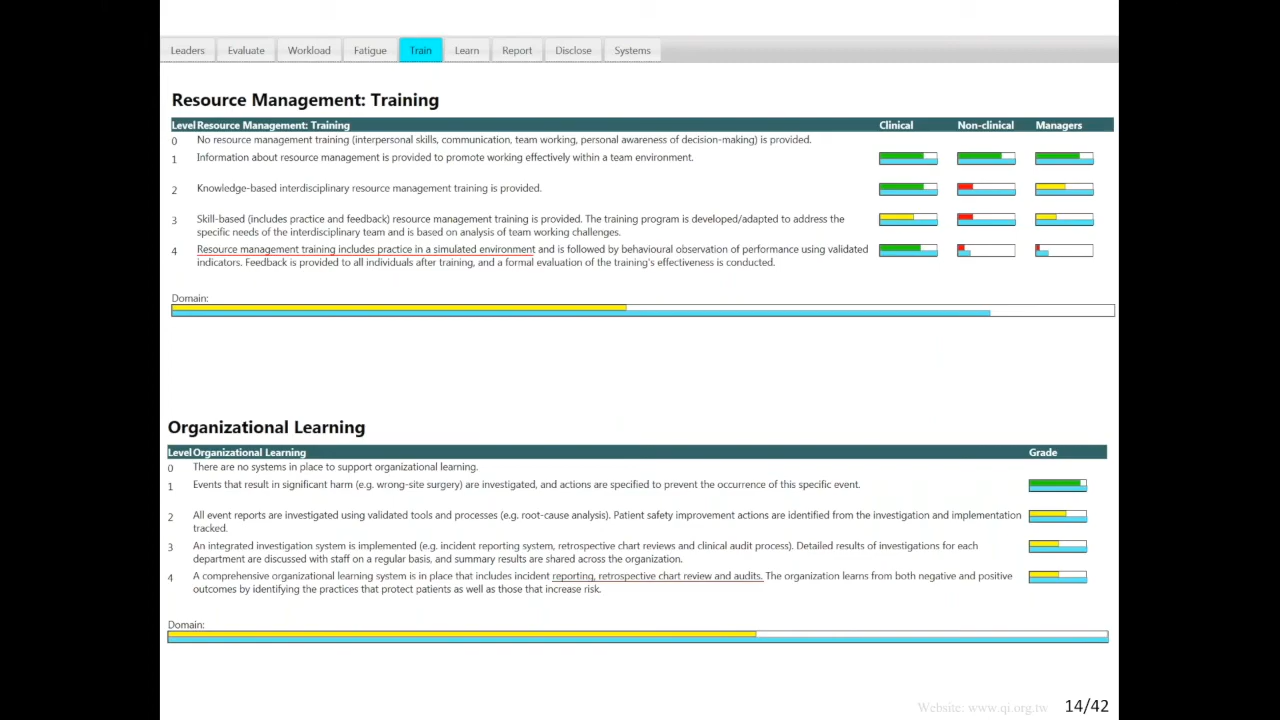 Leaders Evaluate Workload Fatigue Train Learn Report Disclose Systems
Resource Management: Training
Level Resource Management: Training Clinical Non-clinical Managers
0 No resource management training (interpersonal skills, communication, team working, personal awareness of decision-making) is provided.
1 Information about resource management is provided to promote working effectively within a team environment.
2 Knowledge-based interdisciplinary resource management training is provided.
3 Skill-based (includes practice and feedback) resource management training is provided. The training program is developed/adapted to address the
specific needs of the interdisciplinary team and is based on analysis of team working challenges.
4 Resource management training includes practice in a simulated environment and is followed by behavioural observation of performance using validated
indicators. Feedback is provided to all individuals after training, and a formal evaluation of the training's effectiveness is conducted.
Domain:
Organizational Learning
Level Organizational Learning Grade
0 There are no systems in place to support organizational learning.
1 Events that result in significant harm (e.g. wrong-site surgery) are investigated, and actions are specified to prevent the occurrence of this specific event.
2 All event reports are investigated using validated tools and processes (e.g. root-cause analysis). Patient safety improvement actions are identified from the investigation and implementation
tracked.
3 An integrated investigation system is implemented (e.g. incident reporting system, retrospective chart reviews and clinical audit process). Detailed results of investigations for each
department are discussed with staff on a regular basis, and summary results are shared across the organization.
4 A comprehensive organizational learning system is in place that includes incident reporting, retrospective chart review and audits. The organization learns from both negative and positive
outcomes by identifying the practices that protect patients as well as those that increase risk.
Domain:
Website: www.qi.org.tw 14/42